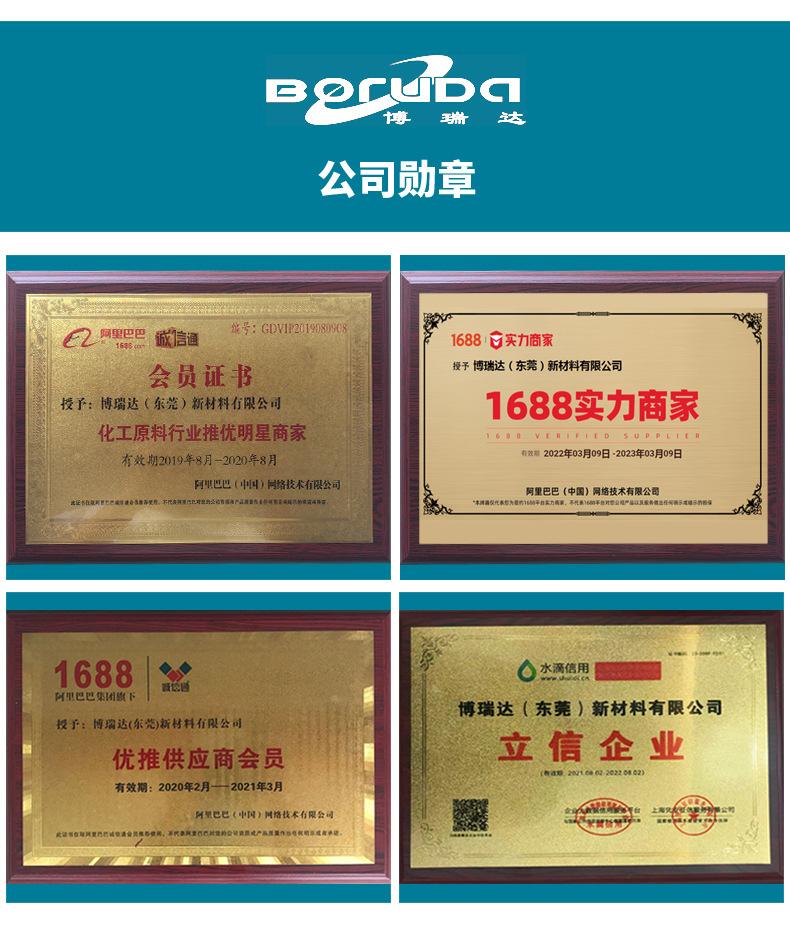 BORUDA
博瑞达
公司勋章
阿里巴巴
1688.com
诚信通
编号：GDVIP2019080908
会员证书
授予：博瑞达（东莞）新材料有限公司
化工原料行业推优明星商家
有效期2019年8月-2020年8月
阿里巴巴（中国）网络技术有限公司
1688 实力商家
授予 博瑞达（东莞）新材料有限公司
1688实力商家
1688 VERIFIED SUPPLIER
有效期 2022年03月09日-2023年03月09日
阿里巴巴（中国）网络技术有限公司
1688
阿里巴巴集团旗下
诚信通
授予：博瑞达(东莞)新材料有限公司
优推供应商会员
有效期：2020年2月——2021年3月
阿里巴巴（中国）网络技术有限公司
水滴信用
www.shuidi.cn
博瑞达（东莞）新材料有限公司
立信企业
(有效期：2021.08.02-2022.08.02)